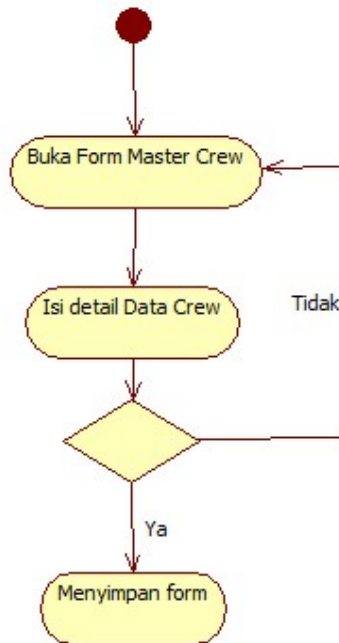 Buka Form Master Crew
Isi detail Data Crew
Tidak
Ya
Menyimpan form